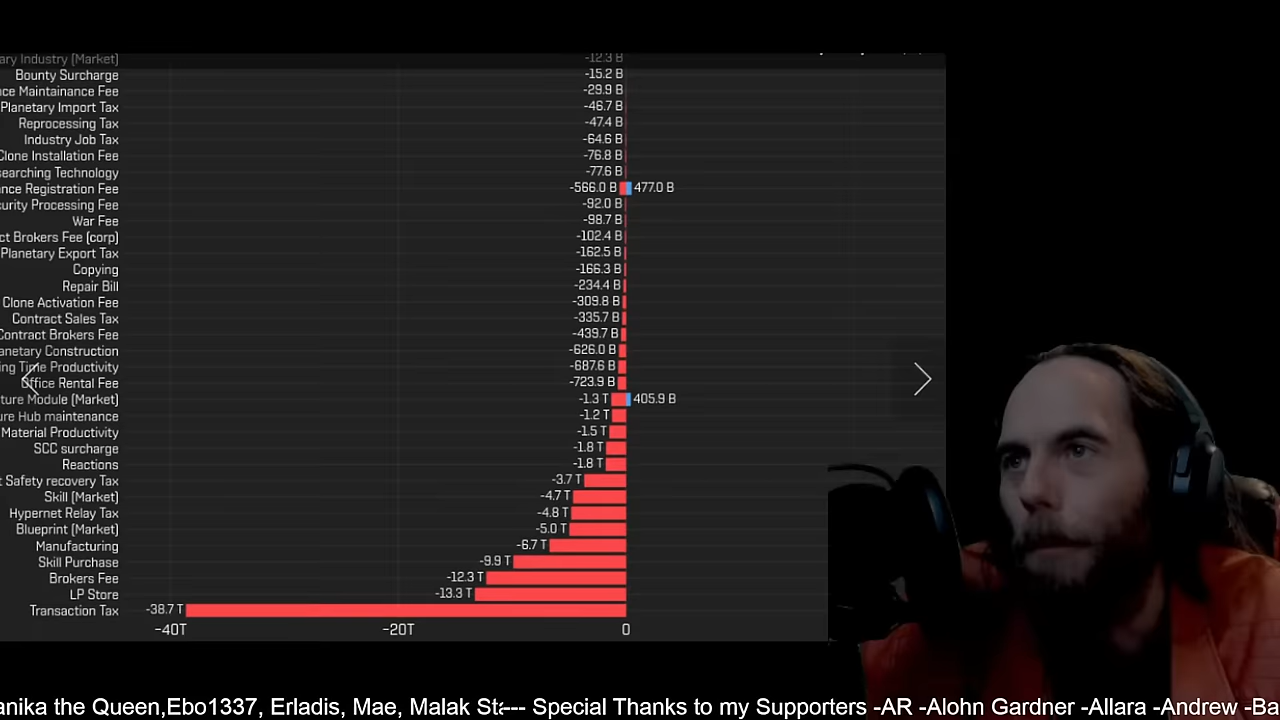 ary Industry (Market) -12.3 B
Bounty Surcharge -15.2 B
nce Maintainance Fee -29.9 B
Planetary Import Tax -46.7 B
Reprocessing Tax -47.4 B
Industry Job Tax -64.6 B
Clone Installation Fee -76.8 B
searching Technology -77.6 B
nce Registration Fee -566.0 B 477.0 B
curity Processing Fee -92.0 B
War Fee -98.7 B
ct Brokers Fee (corp) -102.4 B
Planetary Export Tax -162.5 B
Copying -166.3 B
Repair Bill -234.4 B
Clone Activation Fee -309.8 B
Contract Sales Tax -335.7 B
Contract Brokers Fee -439.7 B
anetary Construction -626.0 B
ing Time Productivity -687.6 B
Office Rental Fee -723.9 B
ture Module (Market) -1.3 T 405.9 B
ure Hub maintenance -1.2 T
Material Productivity -1.5 T
SCC surcharge -1.8 T
Reactions -1.8 T
t Safety recovery Tax -3.7 T
Skill (Market) -4.7 T
Hypernet Relay Tax -4.8 T
Blueprint (Market) -5.0 T
Manufacturing -6.7 T
Skill Purchase -9.9 T
Brokers Fee -12.3 T
LP Store -13.3 T
Transaction Tax -38.7 T
-40T -20T 0
anika the Queen,Ebo1337, Erladis, Mae, Malak St--- Special Thanks to my Supporters -AR -Alohn Gardner -Allara -Andrew -Ba